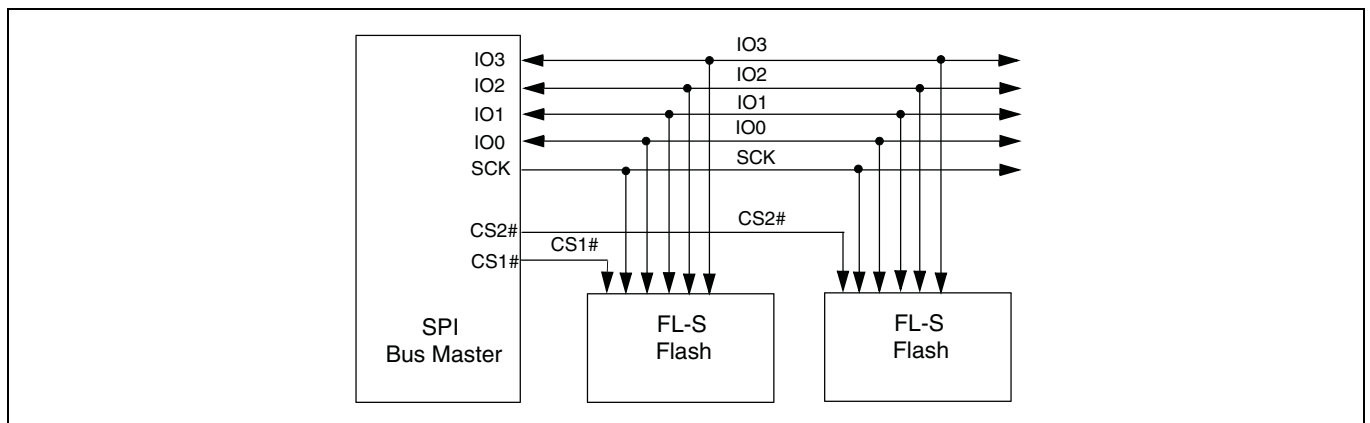 IO3
IO3
IO2
IO2
IO1
IO1
IO0
IO0
SCK
SCK
CS2#
CS2#
CS1#
CS1#
SPI
Bus Master
FL-S
Flash
FL-S
Flash